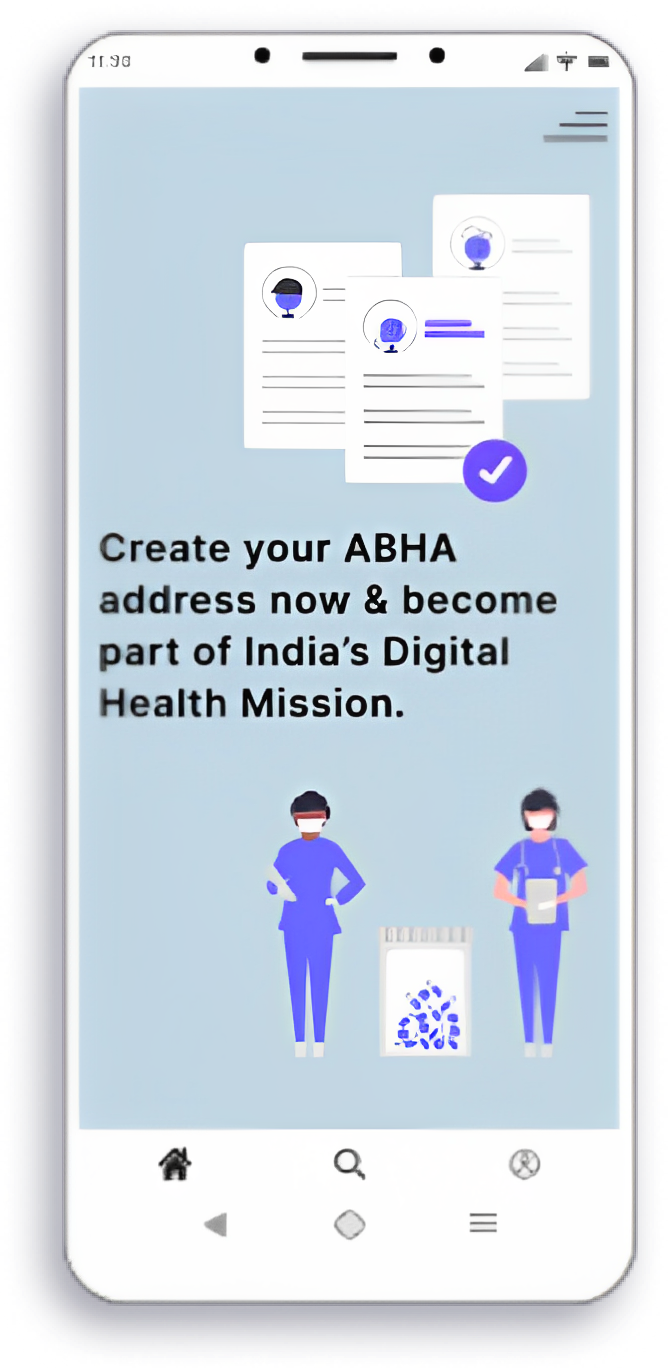 Create your ABHA
address now & become
part of India's Digital
Health Mission.